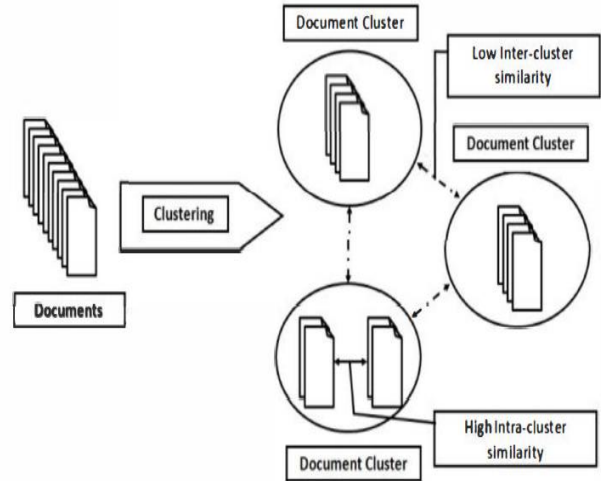 Document Cluster
Low Inter-cluster
similarity
Document Cluster
Clustering
Documents
High Intra-cluster
similarity
Document Cluster